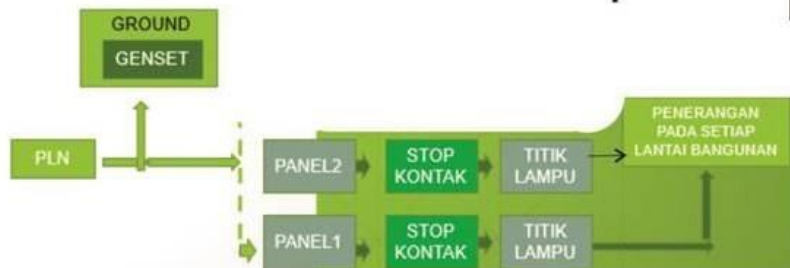 GROUND
GENSET
PLN
PANEL2
STOP
KONTAK
TITIK
LAMPU
PENERANGAN
PADA SETIAP
LANTAI BANGUNAN
PANEL1
STOP
KONTAK
TITIK
LAMPU